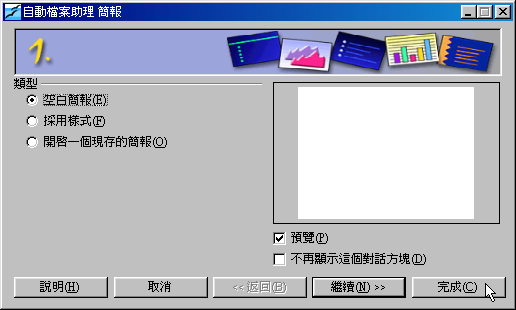 自動檔案助理 簡報
1.
類型
空白簡報(E)
採用樣式(F)
開啓一個現存的簡報(O)
預覽(P)
不再顯示這個對話方塊(D)
說明(H)
取消
<< 返回(B)
繼續(N) >>
完成(C)